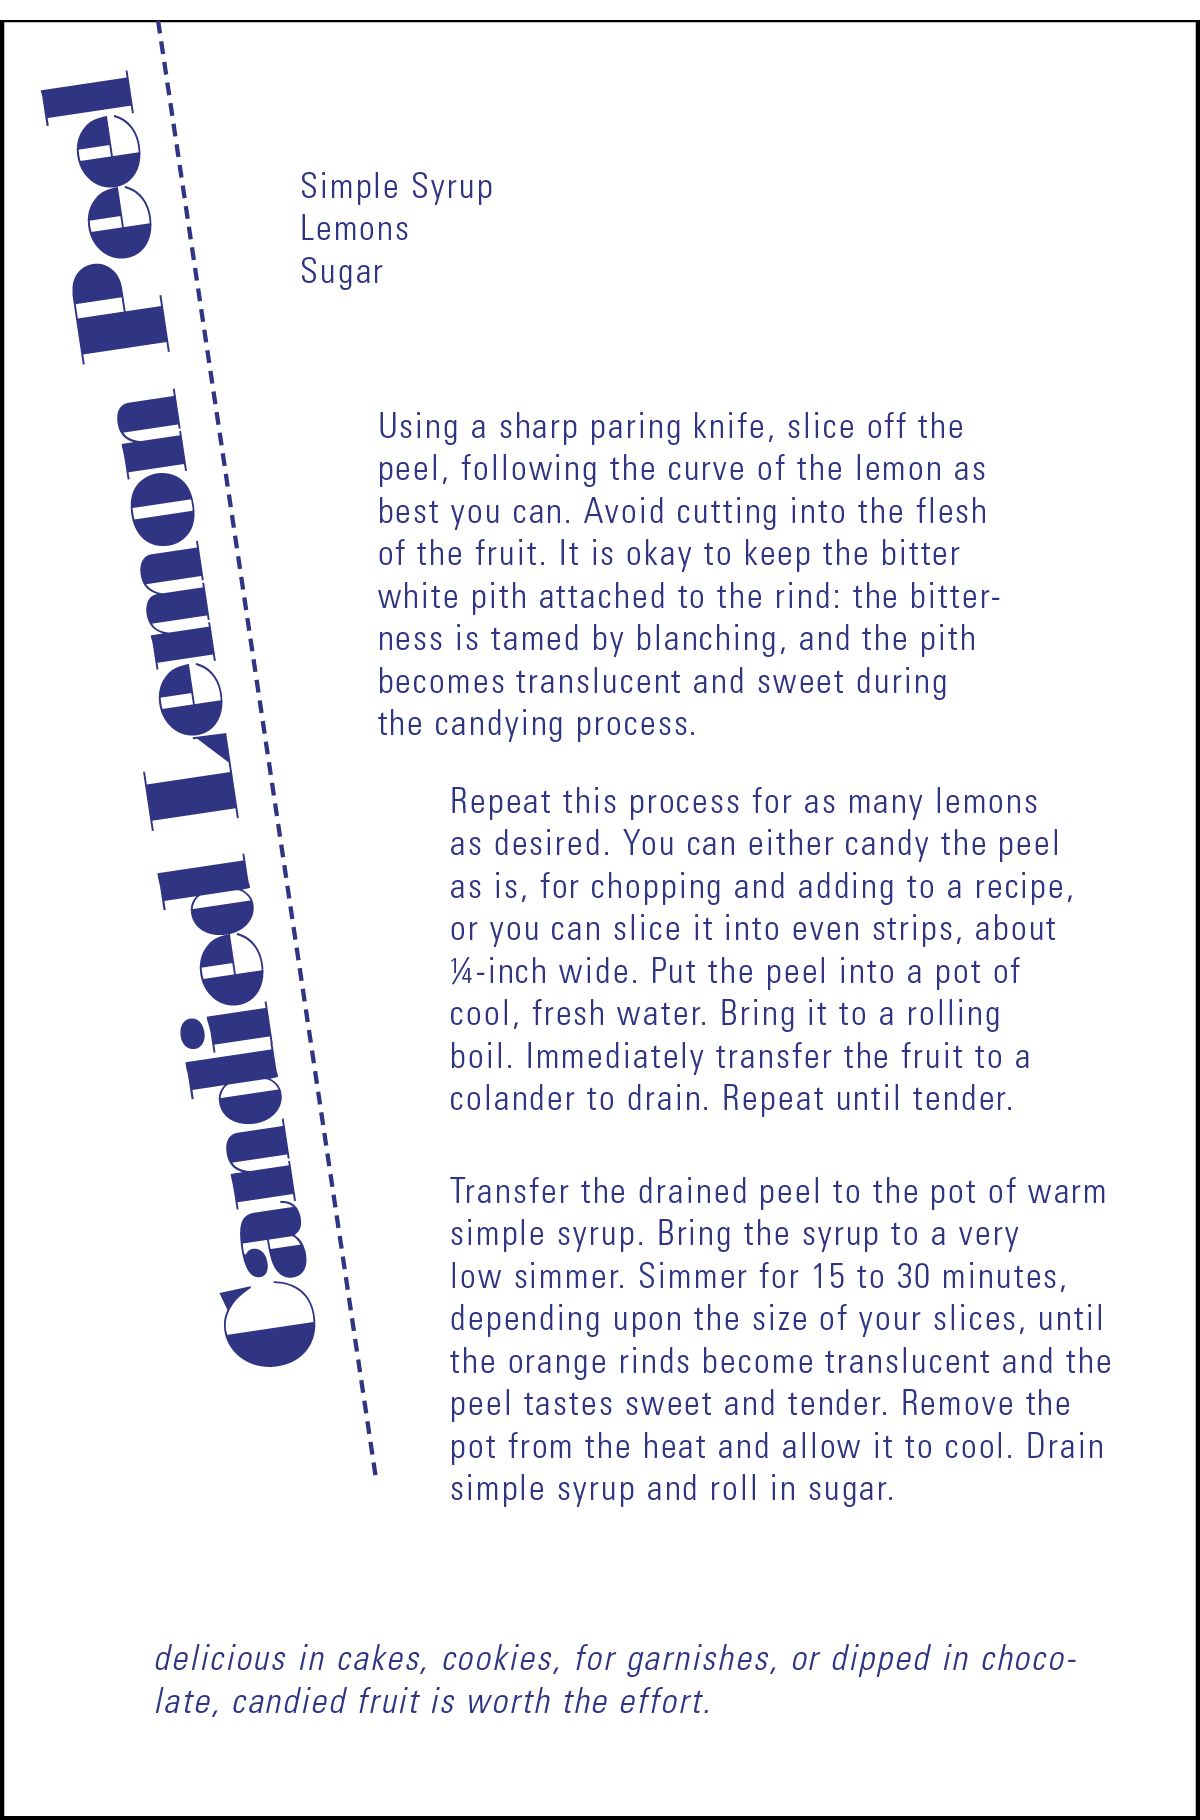 Candied Lemon Peel
Simple Syrup
Lemons
Sugar
Using a sharp paring knife, slice off the
peel, following the curve of the lemon as
best you can. Avoid cutting into the flesh
of the fruit. It is okay to keep the bitter
white pith attached to the rind: the bitter-
ness is tamed by blanching, and the pith
becomes translucent and sweet during
the candying process.
Repeat this process for as many lemons
as desired. You can either candy the peel
as is, for chopping and adding to a recipe,
or you can slice it into even strips, about
¼-inch wide. Put the peel into a pot of
cool, fresh water. Bring it to a rolling
boil. Immediately transfer the fruit to a
colander to drain. Repeat until tender.
Transfer the drained peel to the pot of warm
simple syrup. Bring the syrup to a very
low simmer. Simmer for 15 to 30 minutes,
depending upon the size of your slices, until
the orange rinds become translucent and the
peel tastes sweet and tender. Remove the
pot from the heat and allow it to cool. Drain
simple syrup and roll in sugar.
delicious in cakes, cookies, for garnishes, or dipped in choco-
late, candied fruit is worth the effort.